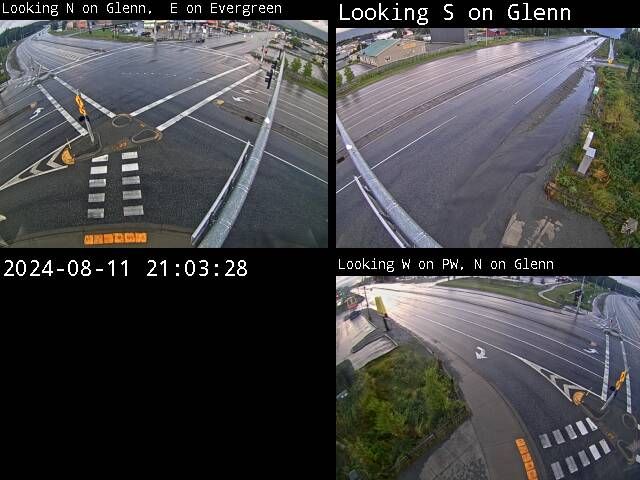 Looking N on Glenn,  E on Evergreen
Looking S on Glenn
2024-08-11 21:03:28
Looking W on PW, N on Glenn